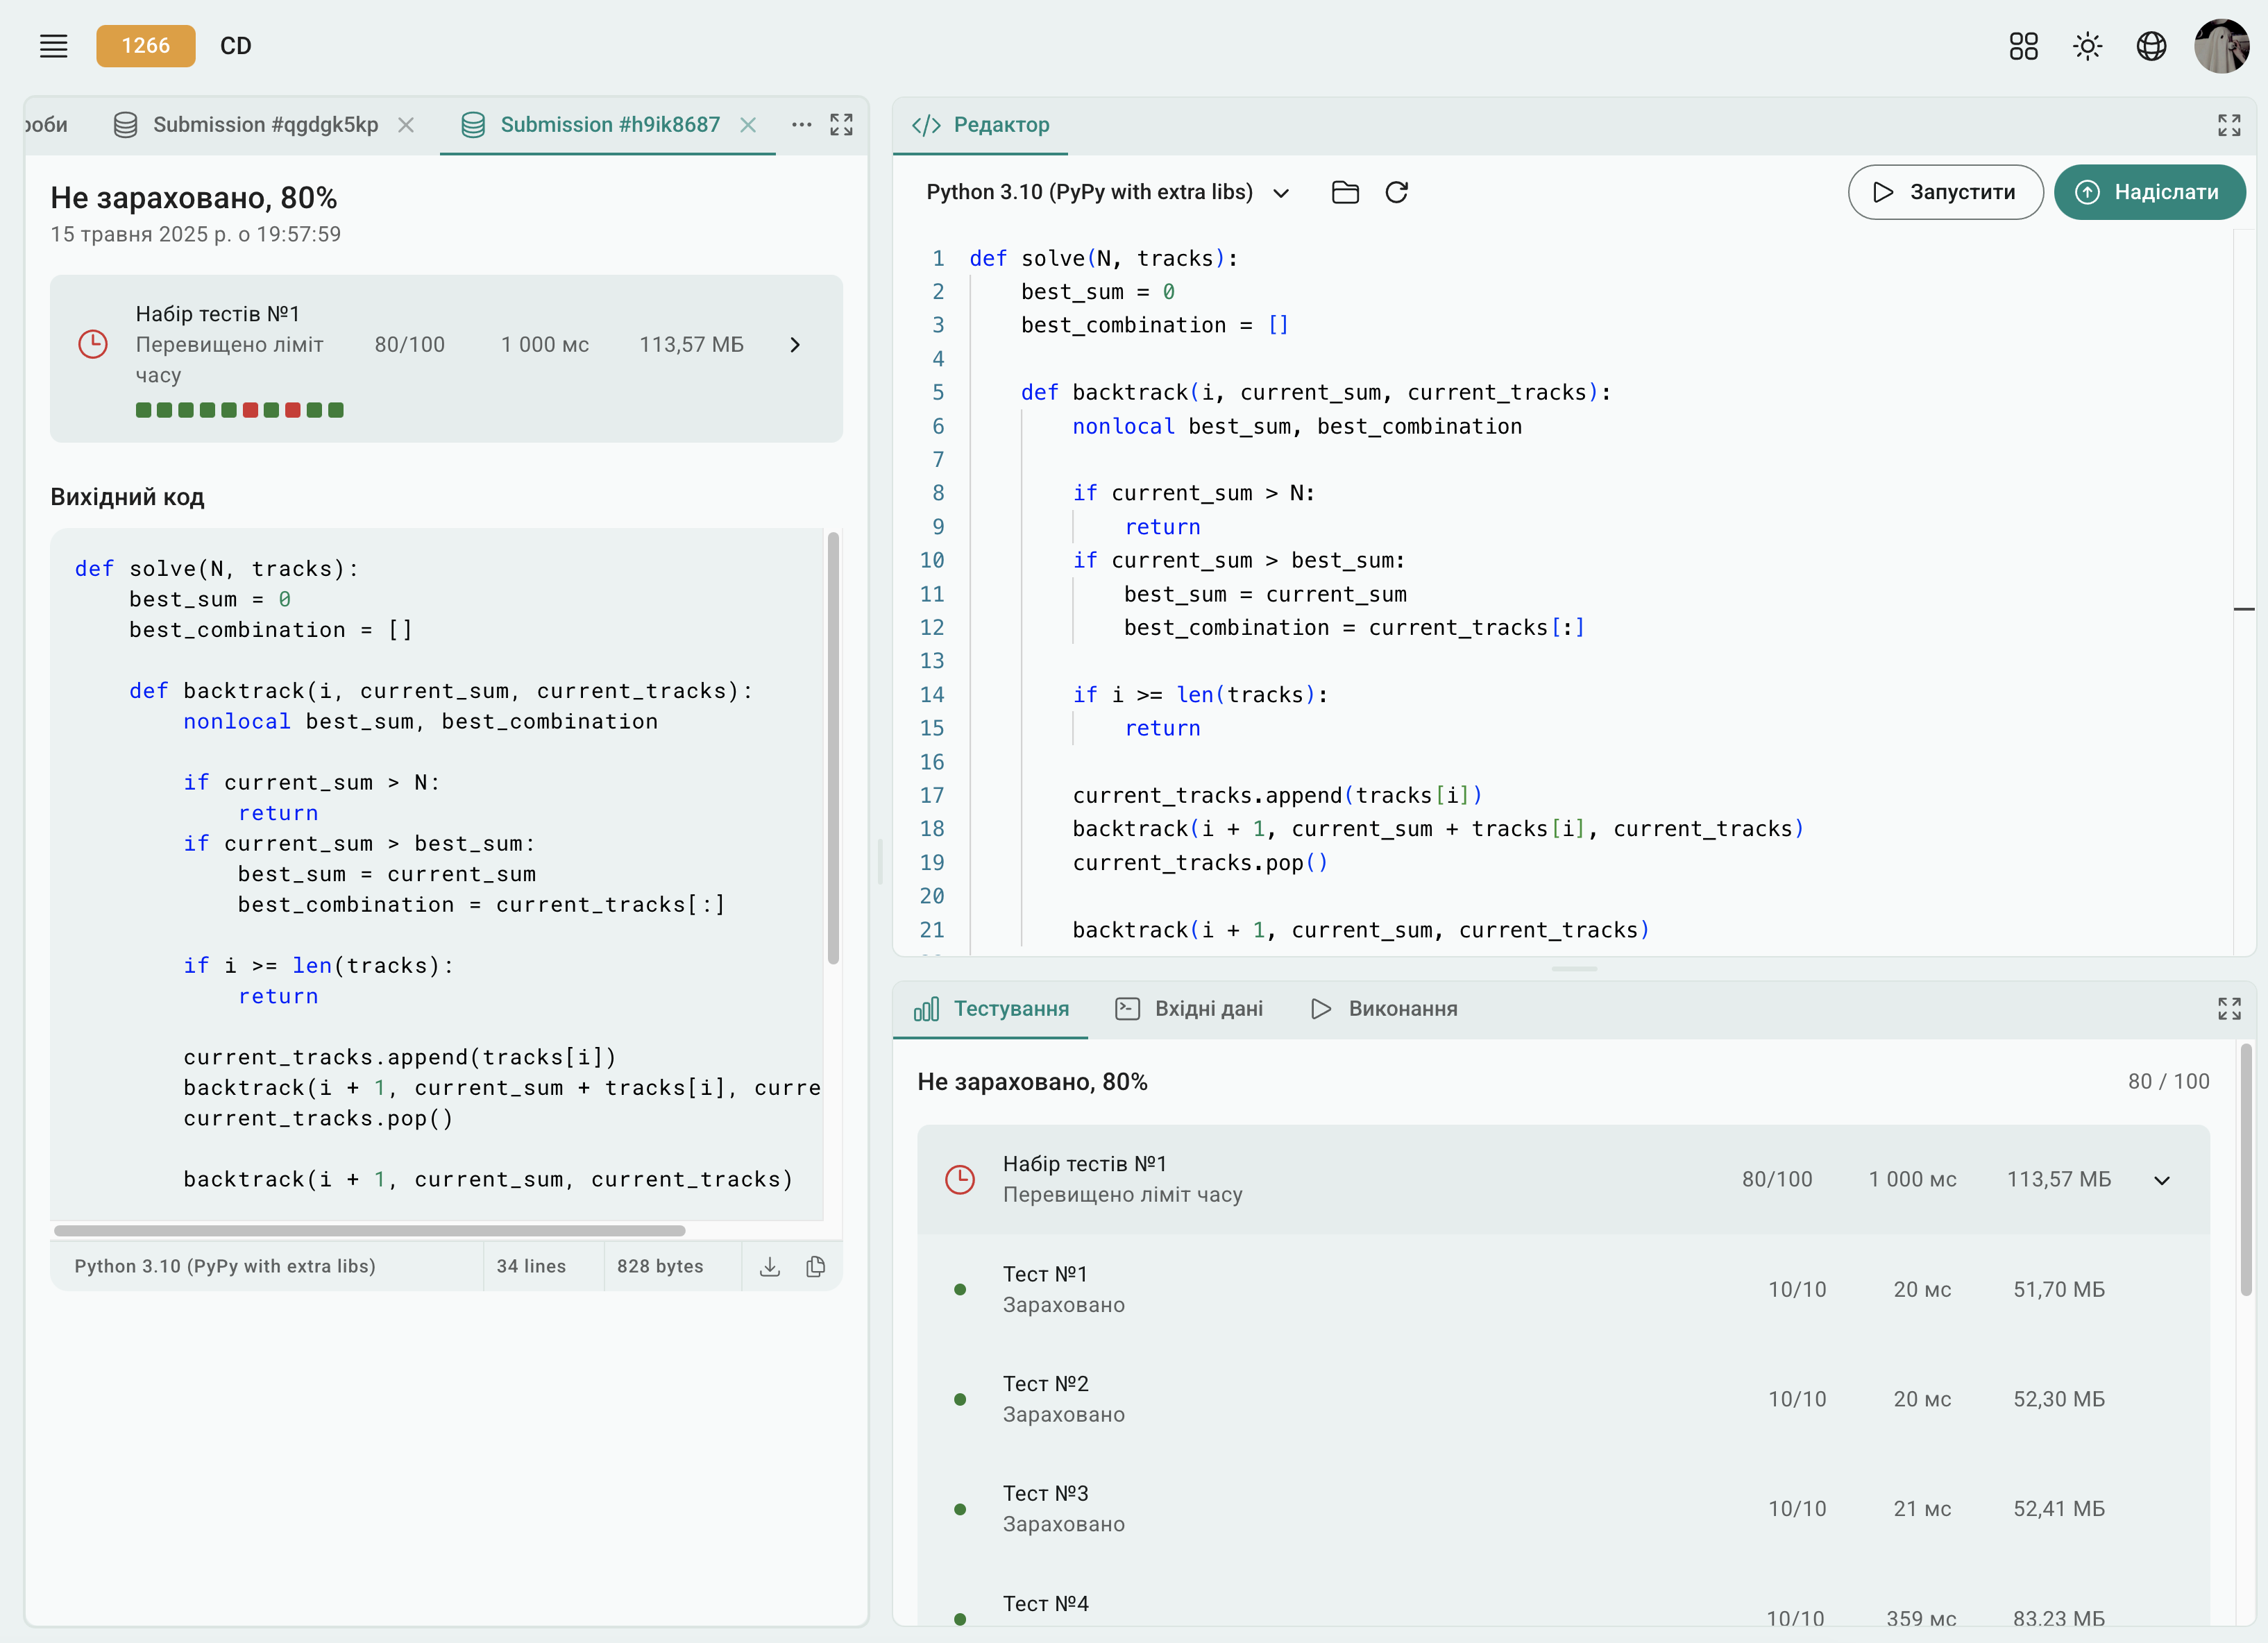 1266 CD
роби Submission #qgdgk5kp Submission #h9ik8687
Не зараховано, 80%
15 травня 2025 р. о 19:57:59
Набір тестів №1
Перевищено ліміт часу 80/100 1 000 мс 113,57 МБ
Вихідний код
def solve(N, tracks):
    best_sum = 0
    best_combination = []
    def backtrack(i, current_sum, current_tracks):
        nonlocal best_sum, best_combination
        if current_sum > N:
            return
        if current_sum > best_sum:
            best_sum = current_sum
            best_combination = current_tracks[:]
        if i >= len(tracks):
            return
        current_tracks.append(tracks[i])
        backtrack(i + 1, current_sum + tracks[i], curre
        current_tracks.pop()
        backtrack(i + 1, current_sum, current_tracks)
Python 3.10 (PyPy with extra libs) 34 lines 828 bytes
Редактор
Python 3.10 (PyPy with extra libs) Запустити Надіслати
1 def solve(N, tracks):
2     best_sum = 0
3     best_combination = []
4
5     def backtrack(i, current_sum, current_tracks):
6         nonlocal best_sum, best_combination
7
8         if current_sum > N:
9             return
10         if current_sum > best_sum:
11             best_sum = current_sum
12             best_combination = current_tracks[:]
13
14         if i >= len(tracks):
15             return
16
17         current_tracks.append(tracks[i])
18         backtrack(i + 1, current_sum + tracks[i], current_tracks)
19         current_tracks.pop()
20
21         backtrack(i + 1, current_sum, current_tracks)
Тестування Вхідні дані Виконання
Не зараховано, 80% 80 / 100
Набір тестів №1
Перевищено ліміт часу 80/100 1 000 мс 113,57 МБ
Тест №1
Зараховано 10/10 20 мс 51,70 МБ
Тест №2
Зараховано 10/10 20 мс 52,30 МБ
Тест №3
Зараховано 10/10 21 мс 52,41 МБ
Тест №4
10/10 359 мс 83,23 МБ